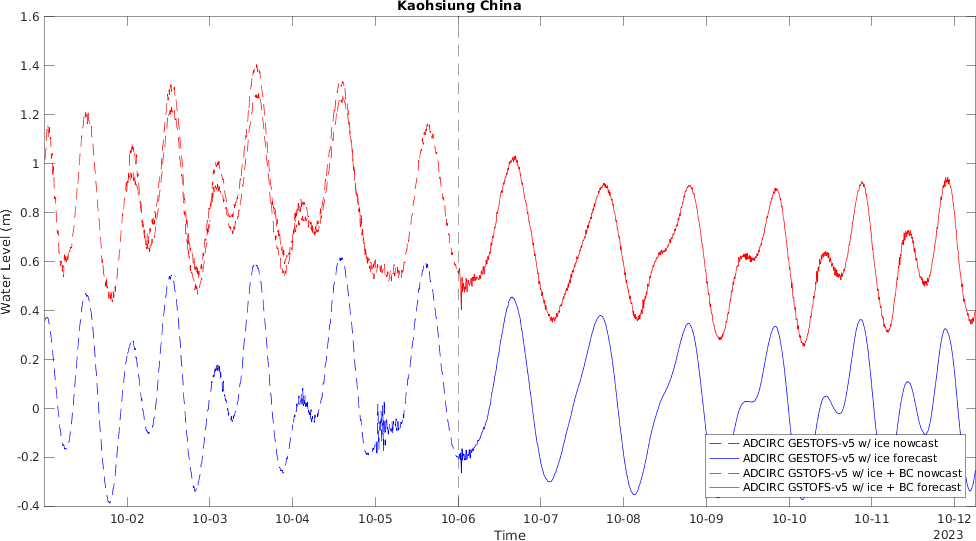 Kaohsiung China
Water Level (m)
1.6
1.4
1.2
1
0.8
0.6
0.4
0.2
0
-0.2
-0.4
ADCIRC GESTOFS-v5 w/ ice nowcast
ADCIRC GESTOFS-v5 w/ ice forecast
ADCIRC GSTOFS-v5 w/ ice + BC nowcast
ADCIRC GSTOFS-v5 w/ ice + BC forecast
10-02 10-03 10-04 10-05 10-06 10-07 10-08 10-09 10-10 10-11 10-12
Time
2023